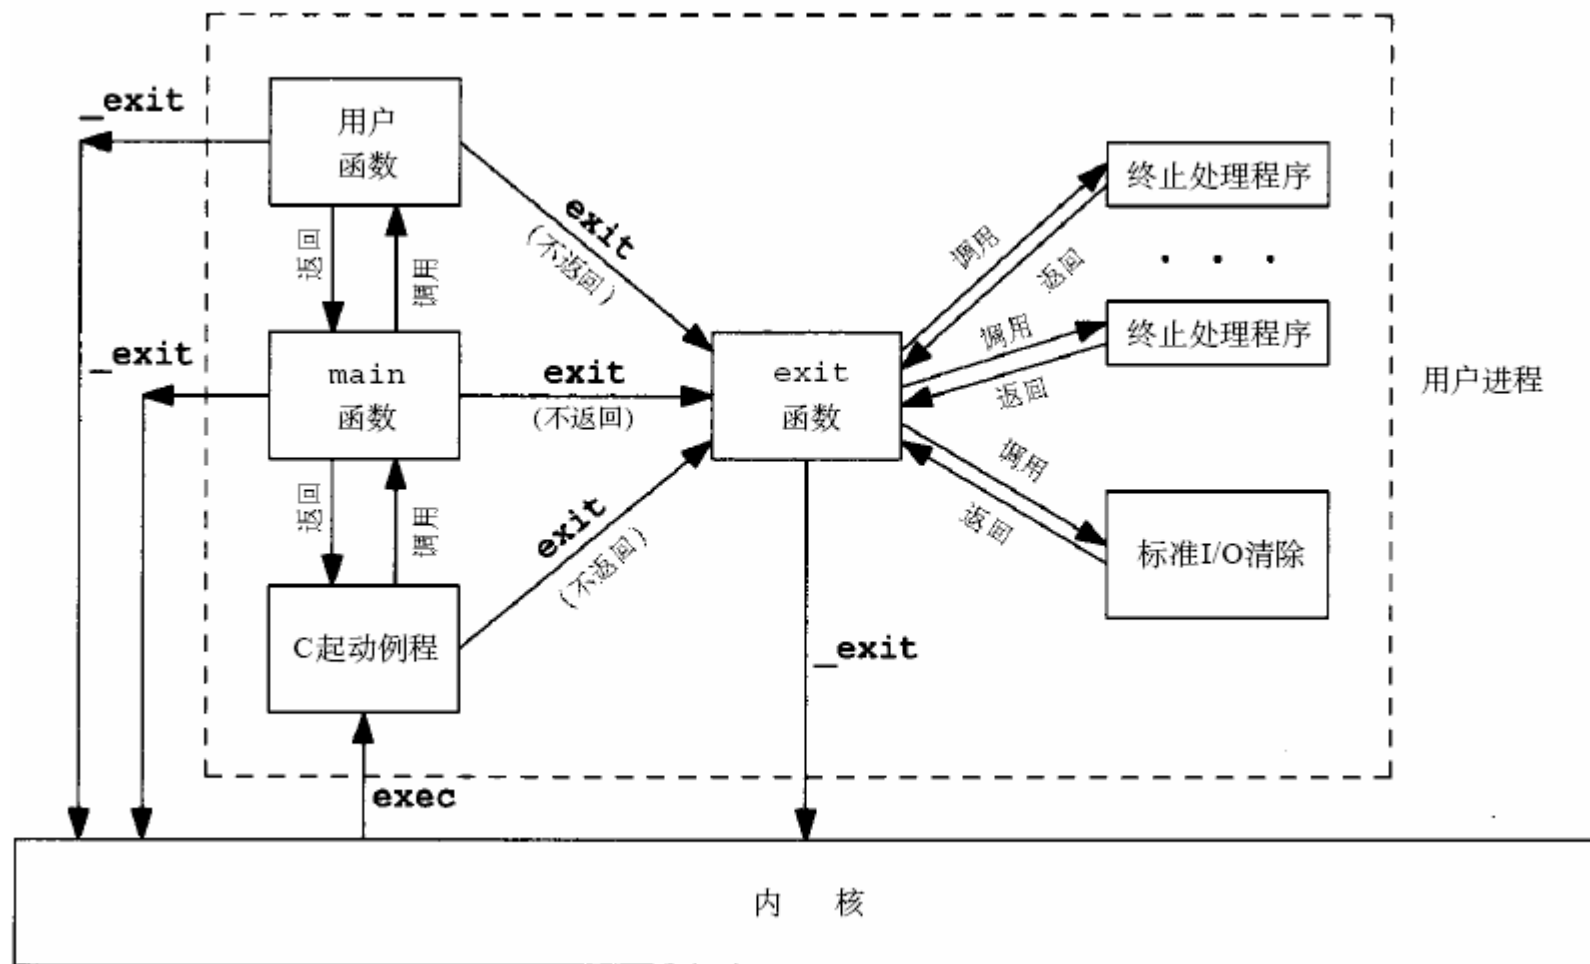 _exit
用户
函数
终止处理程序
exit
(不返回)
返回
调用
调用
返回
· · ·
终止处理程序
调用
返回
_exit
main
函数
exit
(不返回)
exit
函数
用户进程
返回
调用
exit
(不返回)
调用
返回
标准I/O清除
C起动例程
_exit
exec
内 核